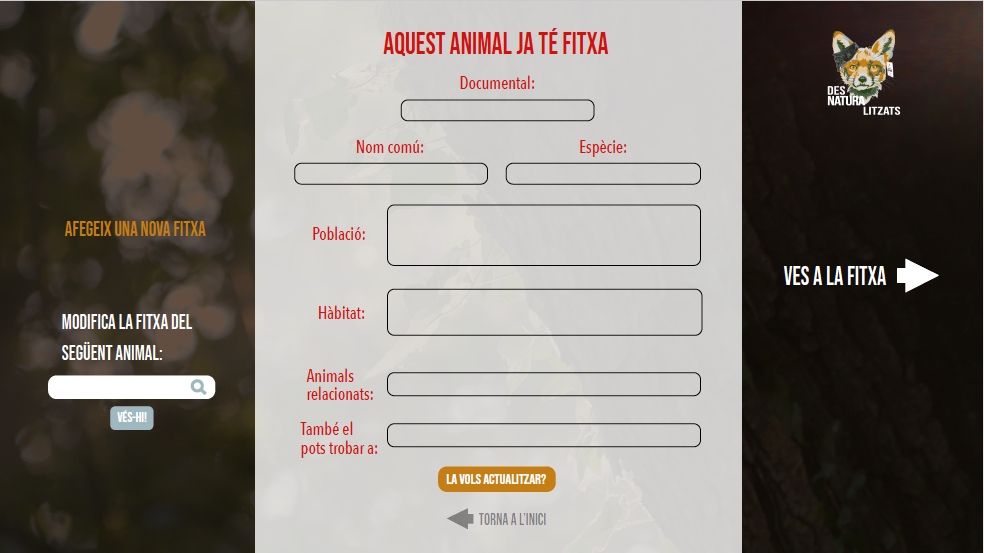 AFEGEIX UNA NOVA FITXA
MODIFICA LA FITXA DEL
SEGÜENT ANIMAL:
VÉS-HI!
AQUEST ANIMAL JA TÉ FITXA
Documental:
Nom comú:
Espècie:
Població:
Hàbitat:
Animals
relacionats:
També el
pots trobar a:
LA VOLS ACTUALITZAR?
TORNA A L'INICI
DES
NATURA
LITZATS
VES A LA FITXA